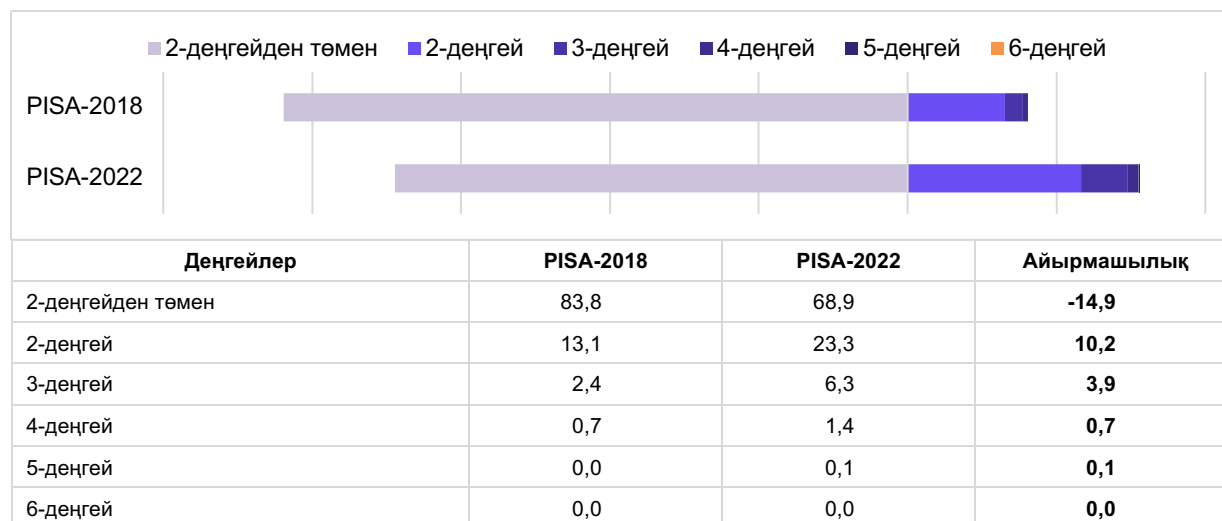 2-деңгейден төмен 2-деңгей 3-деңгей 4-деңгей 5-деңгей 6-деңгей
PISA-2018
PISA-2022
Деңгейлер PISA-2018 PISA-2022 Айырмашылық
2-деңгейден төмен 83,8 68,9 -14,9
2-деңгей 13,1 23,3 10,2
3-деңгей 2,4 6,3 3,9
4-деңгей 0,7 1,4 0,7
5-деңгей 0,0 0,1 0,1
6-деңгей 0,0 0,0 0,0